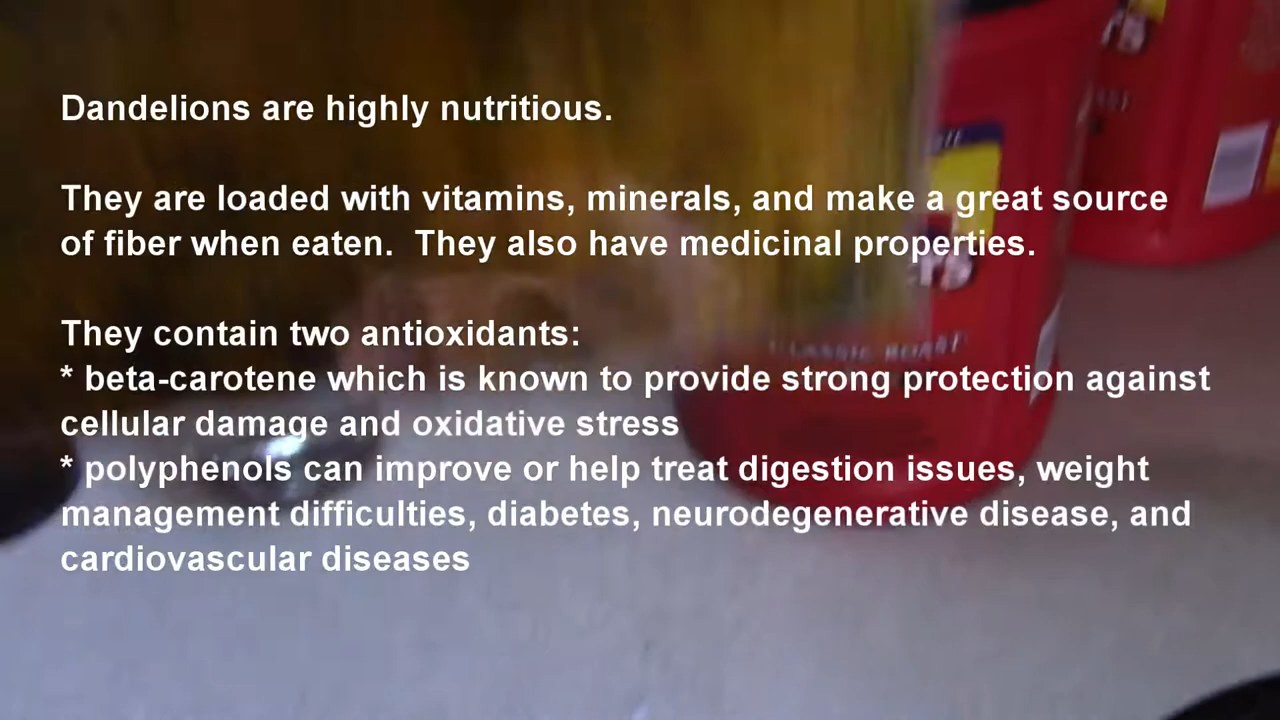 Dandelions are highly nutritious.
They are loaded with vitamins, minerals, and make a great source
of fiber when eaten.  They also have medicinal properties.
They contain two antioxidants:
* beta-carotene which is known to provide strong protection against
cellular damage and oxidative stress
* polyphenols can improve or help treat digestion issues, weight
management difficulties, diabetes, neurodegenerative disease, and
cardiovascular diseases
CLASSIC ROAST